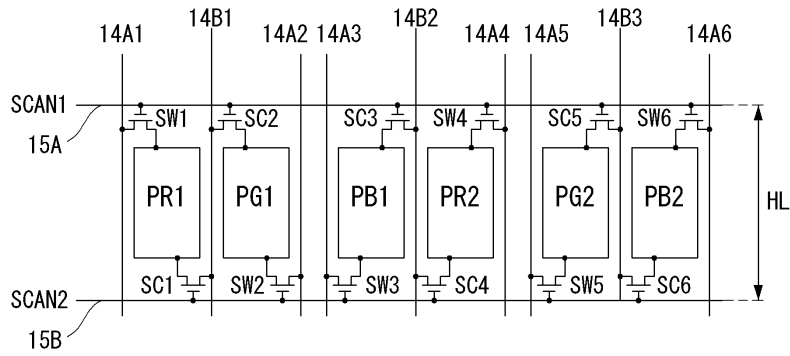 14A1 14B1 14A2 14A3 14B2 14A4 14A5 14B3 14A6
SCAN1 SW1 SC2 SC3 SW4 SC5 SW6
15A
PR1 PG1 PB1 PR2 PG2 PB2 HL
SC1 SW2 SW3 SC4 SW5 SC6
SCAN2
15B